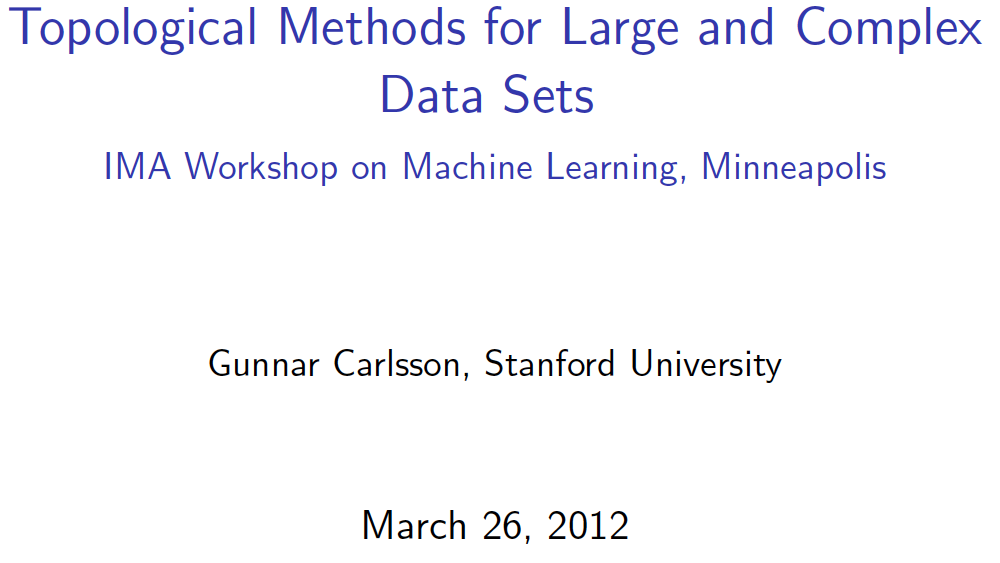 Topological Methods for Large and Complex
Data Sets
IMA Workshop on Machine Learning, Minneapolis
Gunnar Carlsson, Stanford University
March 26, 2012